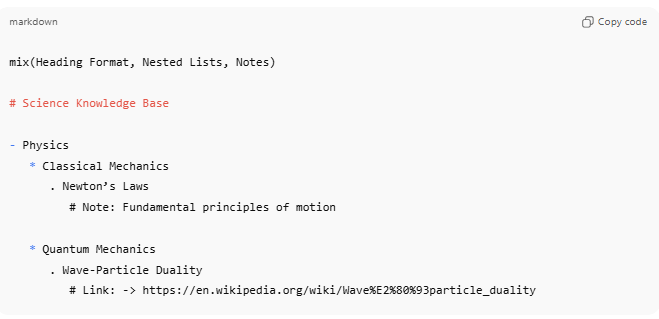 markdown
Copy code
mix(Heading Format, Nested Lists, Notes)
# Science Knowledge Base
- Physics
* Classical Mechanics
. Newton’s Laws
# Note: Fundamental principles of motion
* Quantum Mechanics
. Wave-Particle Duality
# Link: -> https://en.wikipedia.org/wiki/Wave%E2%80%93particle_duality